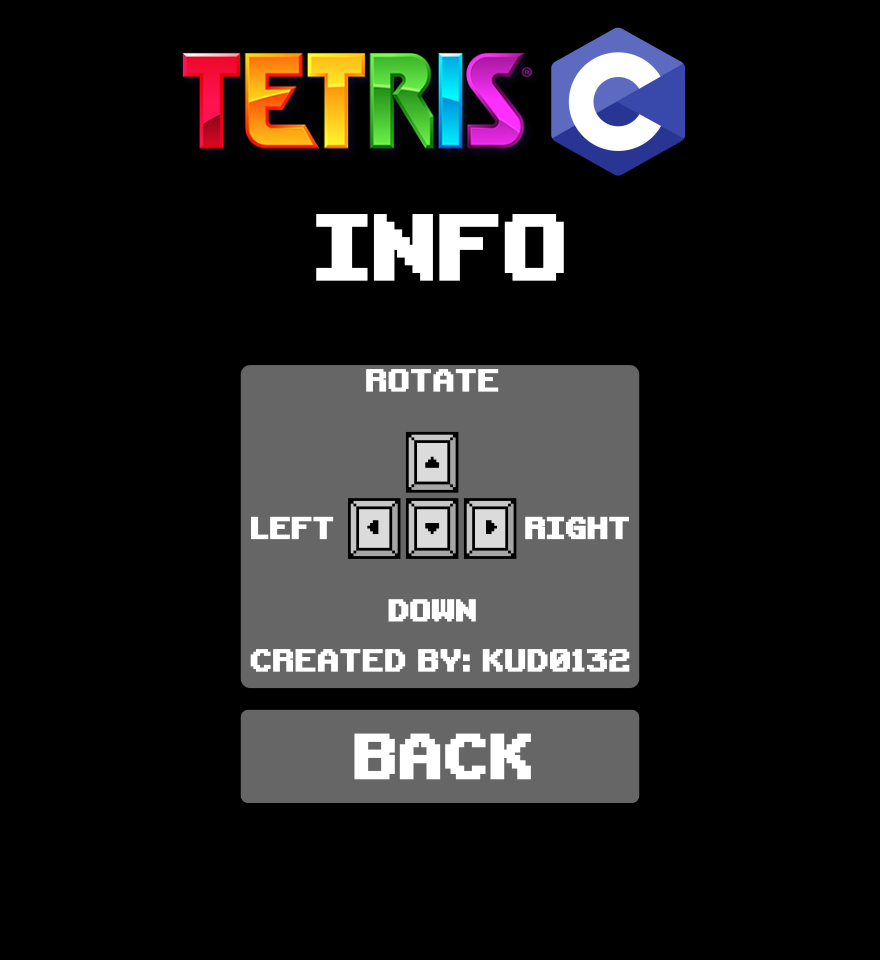 TETRIS® C
INFO
ROTATE
LEFT RIGHT
DOWN
CREATED BY: KUD0132
BACK